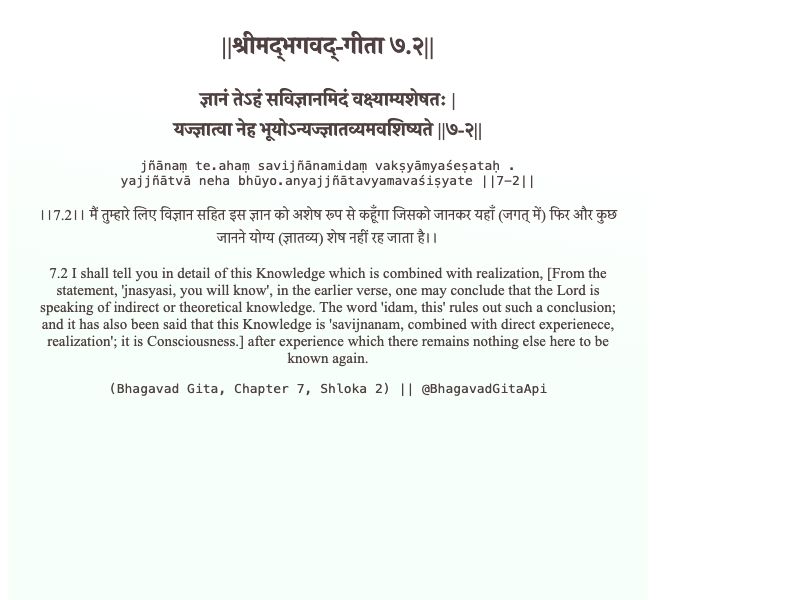 ||श्रीमद्‍भगवद्‍-गीता ७.२||
ज्ञानं तेऽहं सविज्ञानमिदं वक्ष्याम्यशेषतः |
यज्ज्ञात्वा नेह भूयोऽन्यज्ज्ञातव्यमवशिष्यते ||७-२||
jñānaṃ te.ahaṃ savijñānamidaṃ vakṣyāmyaśeṣataḥ .
yajjñātvā neha bhūyo.anyajjñātavyamavaśiṣyate ||7-2||
।।7.2।। मैं तुम्हारे लिए विज्ञान सहित इस ज्ञान को अशेष रूप से कहूँगा जिसको जानकर यहाँ (जगत् में) फिर और कुछ
जानने योग्य (ज्ञातव्य) शेष नहीं रह जाता है।।
7.2 I shall tell you in detail of this Knowledge which is combined with realization, [From the
statement, 'jnasyasi, you will know', in the earlier verse, one may conclude that the Lord is
speaking of indirect or theoretical knowledge. The word 'idam, this' rules out such a conclusion;
and it has also been said that this Knowledge is 'savijnanam, combined with direct experienece,
realization'; it is Consciousness.] after experience which there remains nothing else here to be
known again.
(Bhagavad Gita, Chapter 7, Shloka 2) || @BhagavadGitaApi